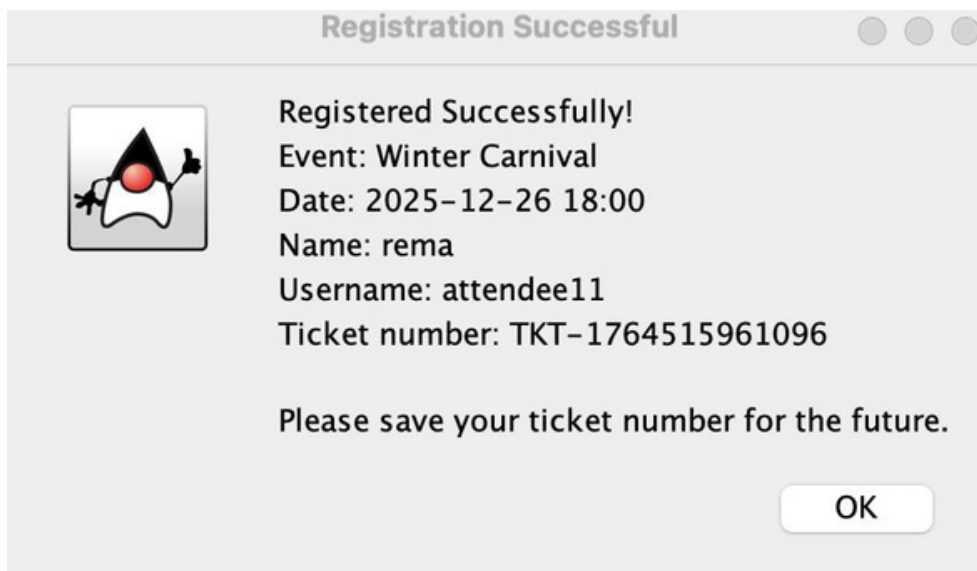 Registration Successful
Registered Successfully!
Event: Winter Carnival
Date: 2025-12-26 18:00
Name: rema
Username: attendee11
Ticket number: TKT-1764515961096
Please save your ticket number for the future.
OK